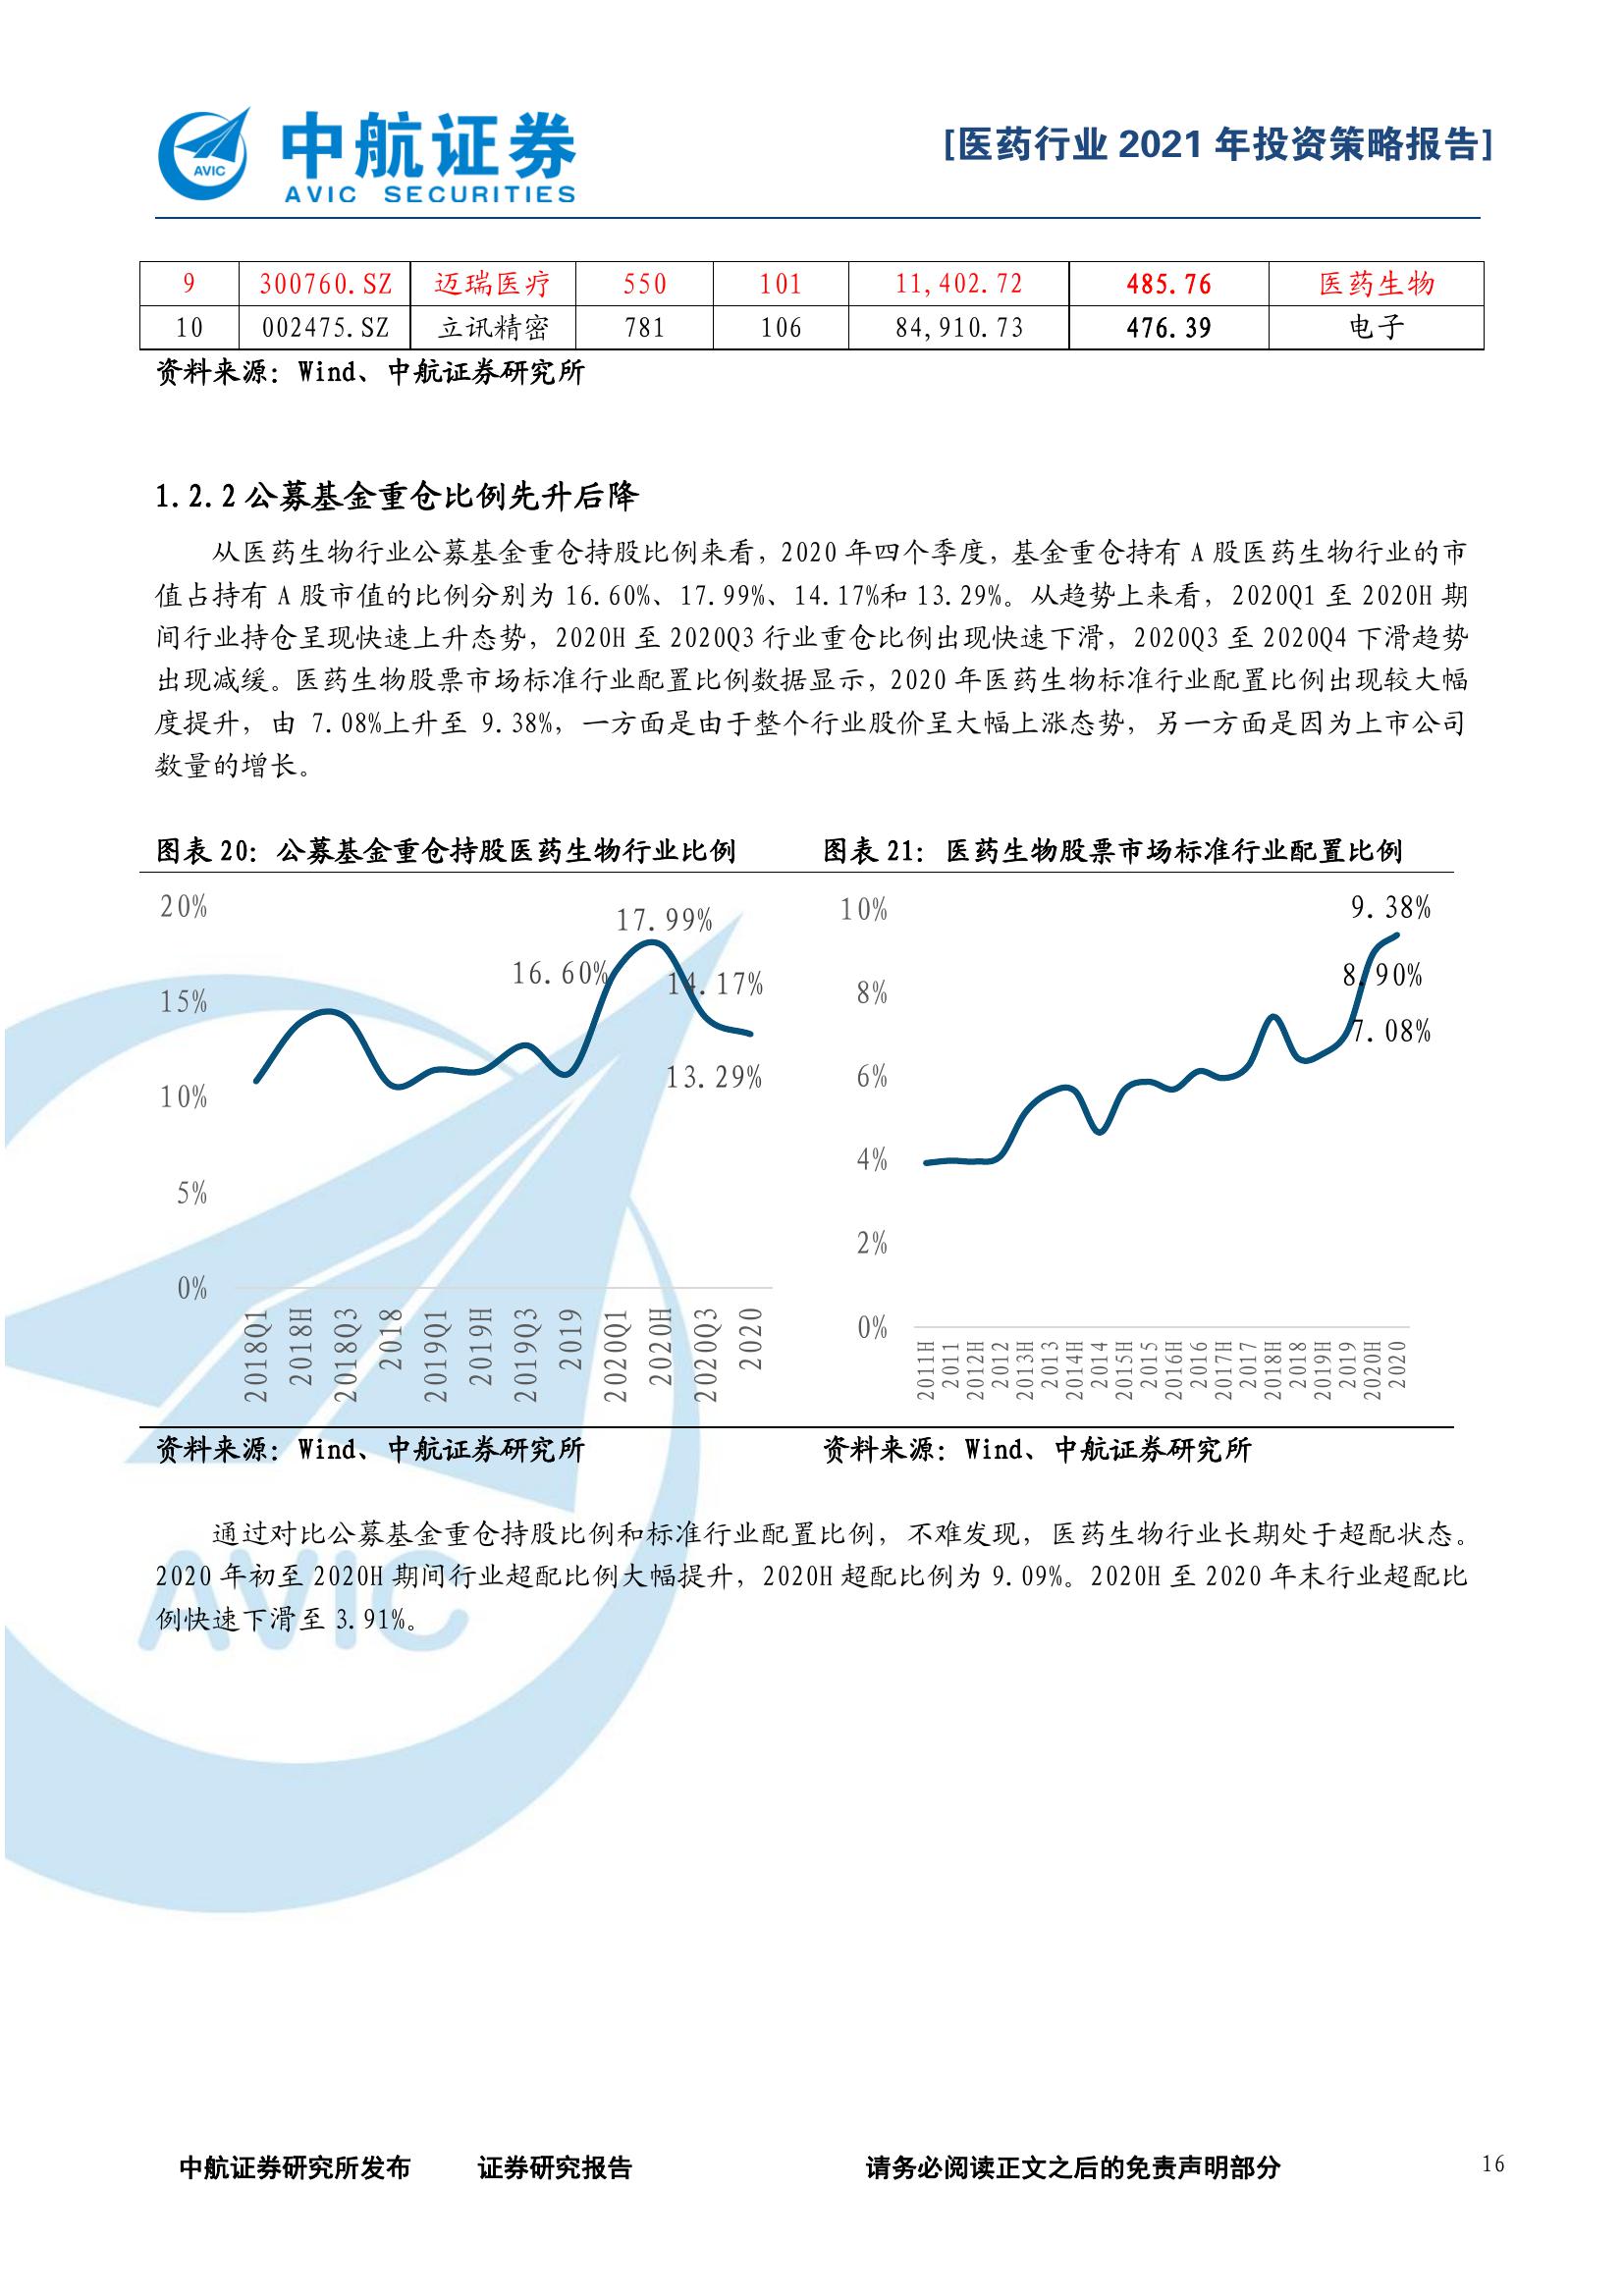 中航证券
AVIC SECURITIES
AVIC
[医药行业 2021 年投资策略报告]
9 300760.SZ 迈瑞医疗 550 101 11,402.72 485.76 医药生物
10 002475.SZ 立讯精密 781 106 84,910.73 476.39 电子
资料来源：Wind、中航证券研究所
1.2.2 公募基金重仓比例先升后降
从医药生物行业公募基金重仓持股比例来看，2020 年四个季度，基金重仓持有 A 股医药生物行业的市
值占持有 A 股市值的比例分别为 16.60%、17.99%、14.17%和 13.29%。从趋势上来看，2020Q1 至 2020H 期
间行业持仓呈现快速上升态势，2020H 至 2020Q3 行业重仓比例出现快速下滑，2020Q3 至 2020Q4 下滑趋势
出现减缓。医药生物股票市场标准行业配置比例数据显示，2020 年医药生物标准行业配置比例出现较大幅
度提升，由 7.08%上升至 9.38%，一方面是由于整个行业股价呈大幅上涨态势，另一方面是因为上市公司
数量的增长。
图表 20：公募基金重仓持股医药生物行业比例
20%
15%
10%
5%
0%
16.60%
17.99%
14.17%
13.29%
2018Q1
2018H
2018Q3
2018
2019Q1
2019H
2019Q3
2019
2020Q1
2020H
2020Q3
2020
资料来源：Wind、中航证券研究所
图表 21：医药生物股票市场标准行业配置比例
10%
8%
6%
4%
2%
0%
9.38%
8.90%
7.08%
2011H
2011
2012H
2012
2013H
2013
2014H
2014
2015H
2015
2016H
2016
2017H
2017
2018H
2018
2019H
2019
2020H
2020
资料来源：Wind、中航证券研究所
通过对比公募基金重仓持股比例和标准行业配置比例，不难发现，医药生物行业长期处于超配状态。
2020 年初至 2020H 期间行业超配比例大幅提升，2020H 超配比例为 9.09%。2020H 至 2020 年末行业超配比
例快速下滑至 3.91%。
AVIC
中航证券研究所发布 证券研究报告 请务必阅读正文之后的免责声明部分 16